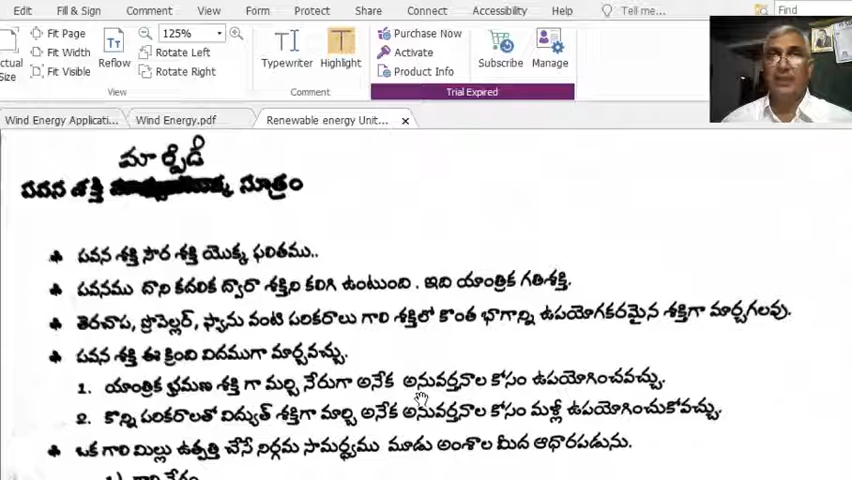 Edit Fill & Sign Comment View Form Protect Share Connect Accessibility Help Tell me... Find
Actual Size Fit Page Fit Width Fit Visible Reflow 125% Rotate Left Rotate Right Typewriter Highlight Purchase Now Activate Product Info Subscribe Manage
View Comment Trial Expired
Wind Energy Applicati... Wind Energy.pdf Renewable energy Unit...
మార్పిడి
పవన శక్తి సూత్రం
పవన శక్తి సౌర శక్తి యొక్క ఫలితము..
పవనము దాని కదలిక ద్వారా శక్తిని కలిగి ఉంటుంది. ఇది యాంత్రిక గతిశక్తి.
తెరచాప, ప్రొపెల్లర్, ఫ్యాను వంటి పరికరాలు గాలి శక్తిలో కొంత భాగాన్ని ఉపయోగకరమైన శక్తిగా మార్చగలవు.
పవన శక్తి ఈ క్రింది విదముగా మార్చవచ్చు.
1. యాంత్రిక భ్రమణ శక్తి గా మర్చి నేరుగా అనేక అనువర్తనాల కోసం ఉపయోగించవచ్చు.
2. కొన్ని పరికరాలతో విద్యుత్ శక్తిగా మార్చి అనేక అనువర్తనాల కోసం మళ్లీ ఉపయోగించుకోవచ్చు.
ఒక గాలి మిల్లు ఉత్పత్తి చేసే నిర్గమ సామర్థ్యము మూడు అంశాల మీద ఆధారపడును.